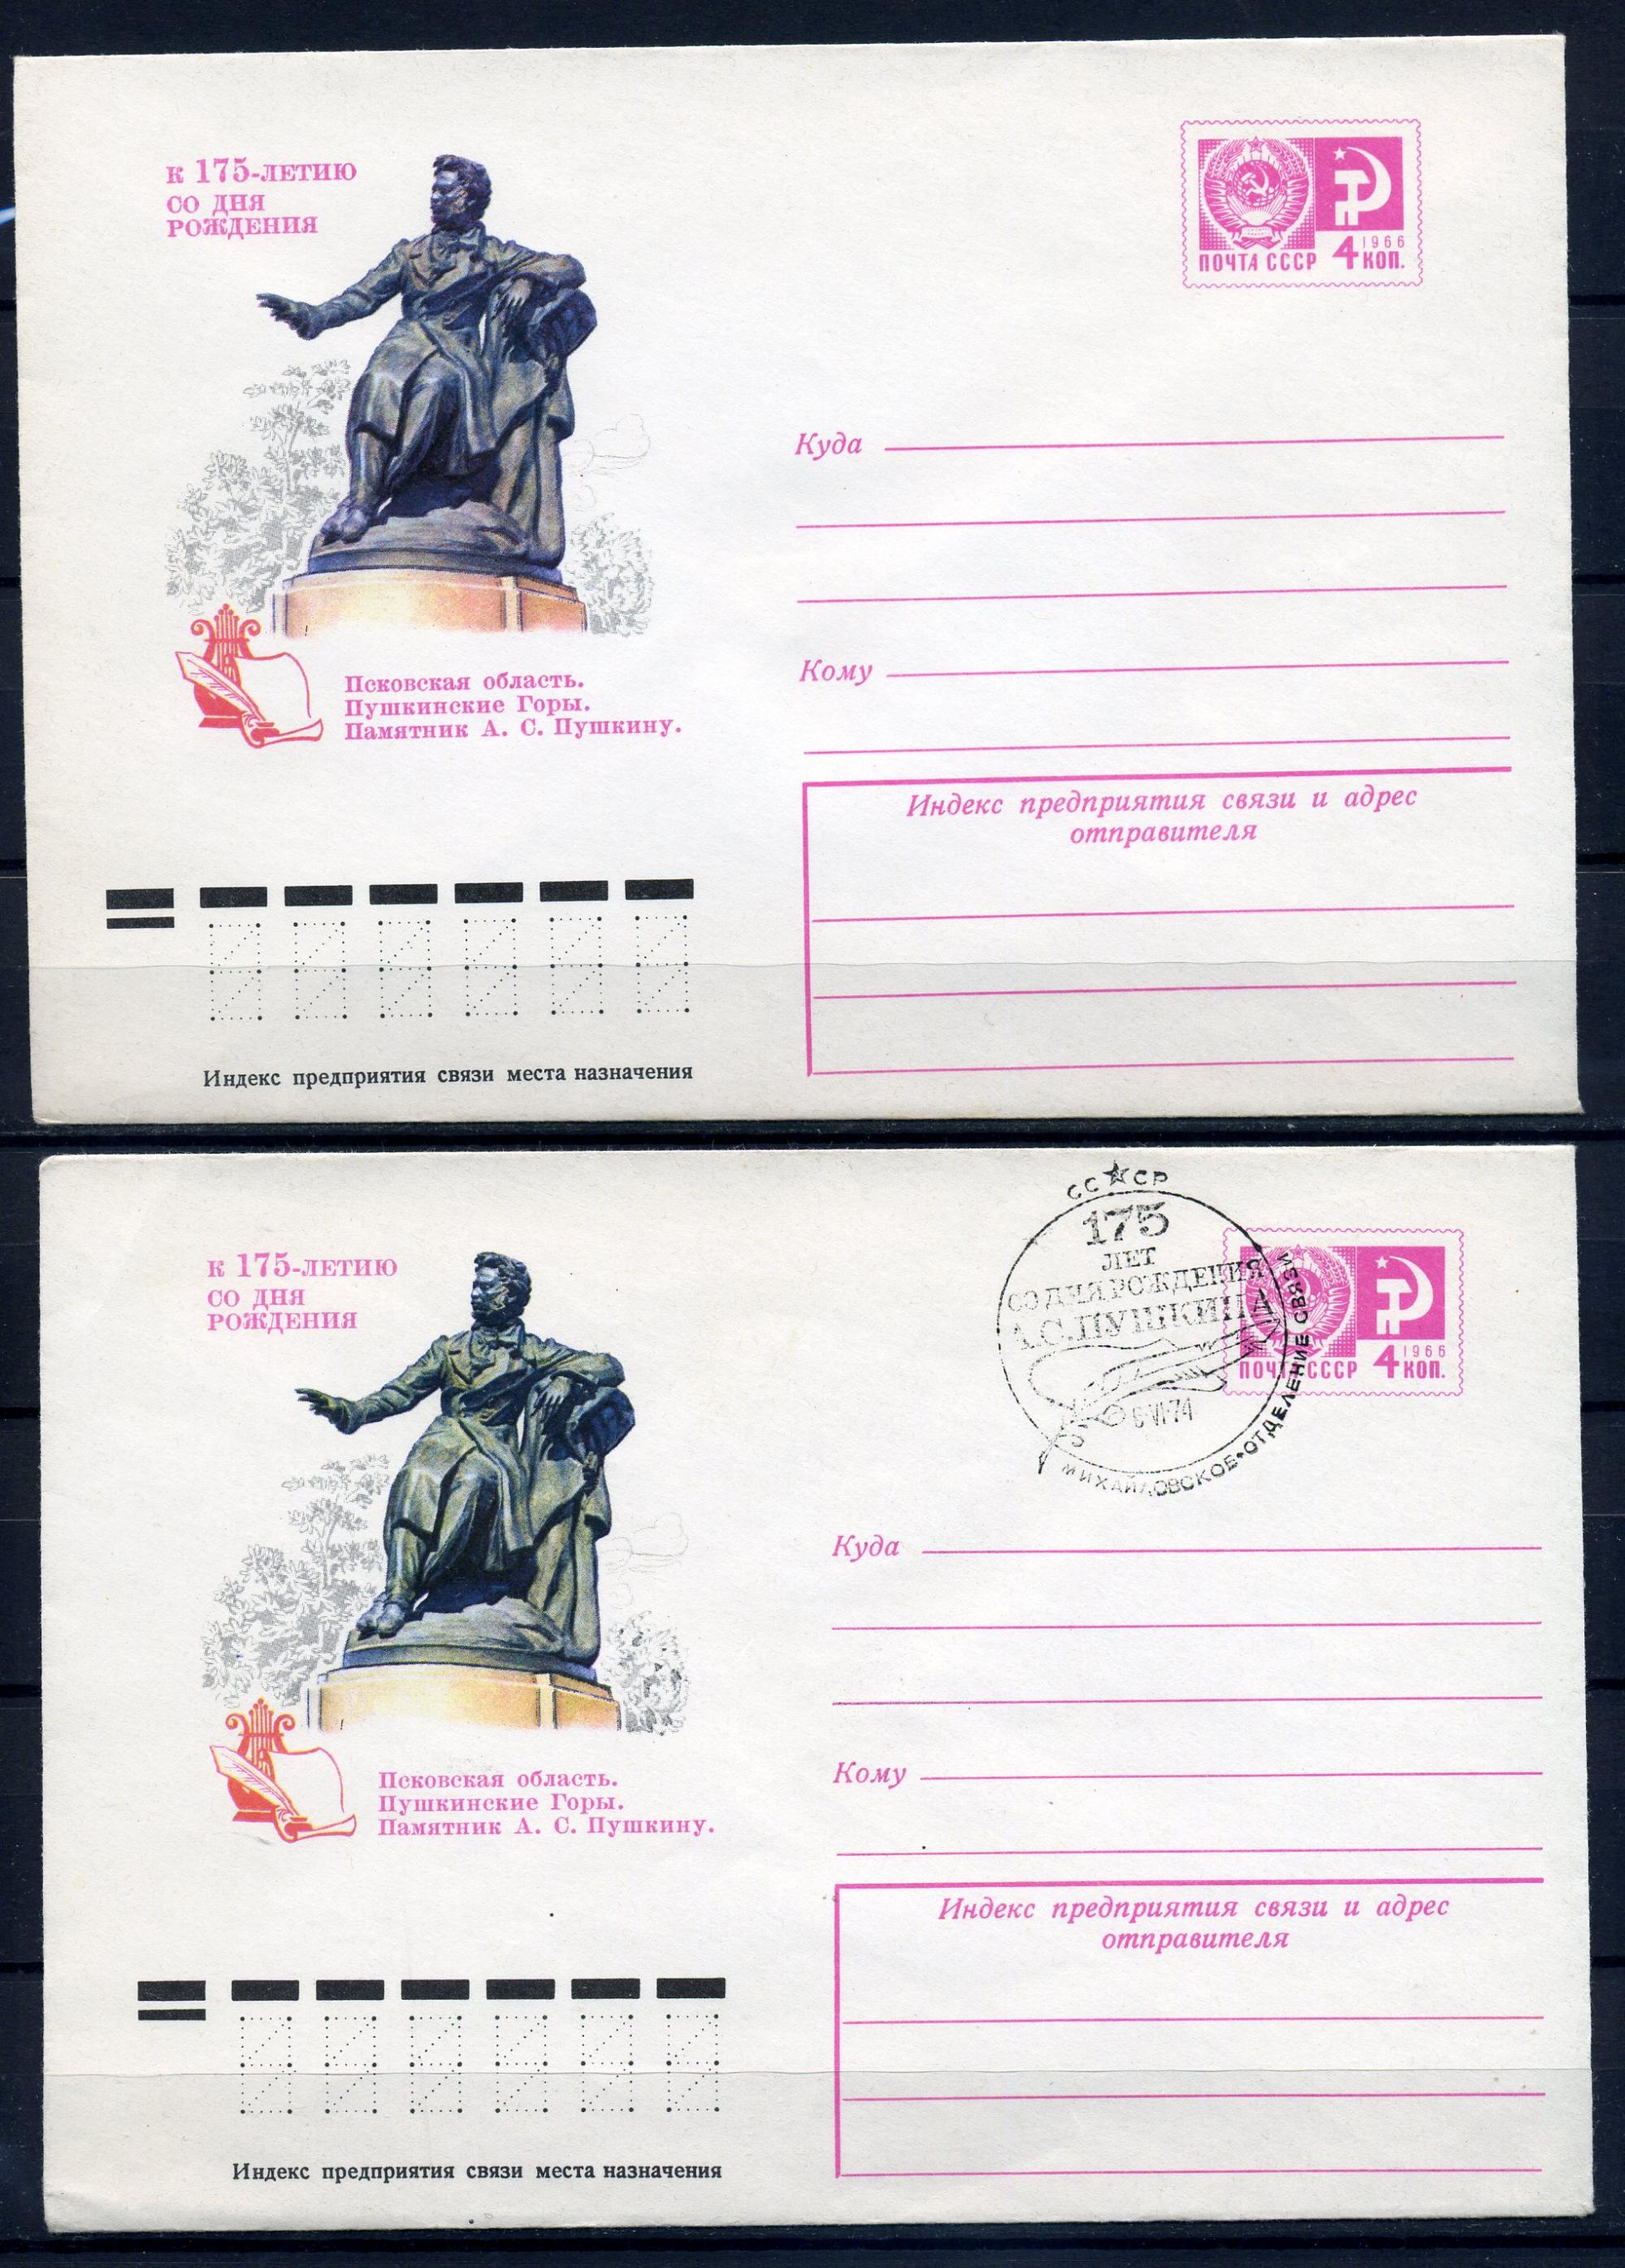 к 175-летию
со дня
рождения
1966
ПОЧТА СССР 4 КОП.
Куда
Кому
Псковская область.
Пушкинские Горы.
Памятник А. С. Пушкину.
Индекс предприятия связи и адрес
отправителя
Индекс предприятия связи места назначения
СССР
175
ЛЕТ
СО ДНЯ РОЖДЕНИЯ
А.С.ПУШКИНА
6-VI-74
МИХАЙЛОВСКОЕ•ОТДЕЛЕНИЕ СВЯЗИ
к 175-летию
со дня
рождения
1966
ПОЧТА СССР 4 КОП.
Куда
Кому
Псковская область.
Пушкинские Горы.
Памятник А. С. Пушкину.
Индекс предприятия связи и адрес
отправителя
Индекс предприятия связи места назначения